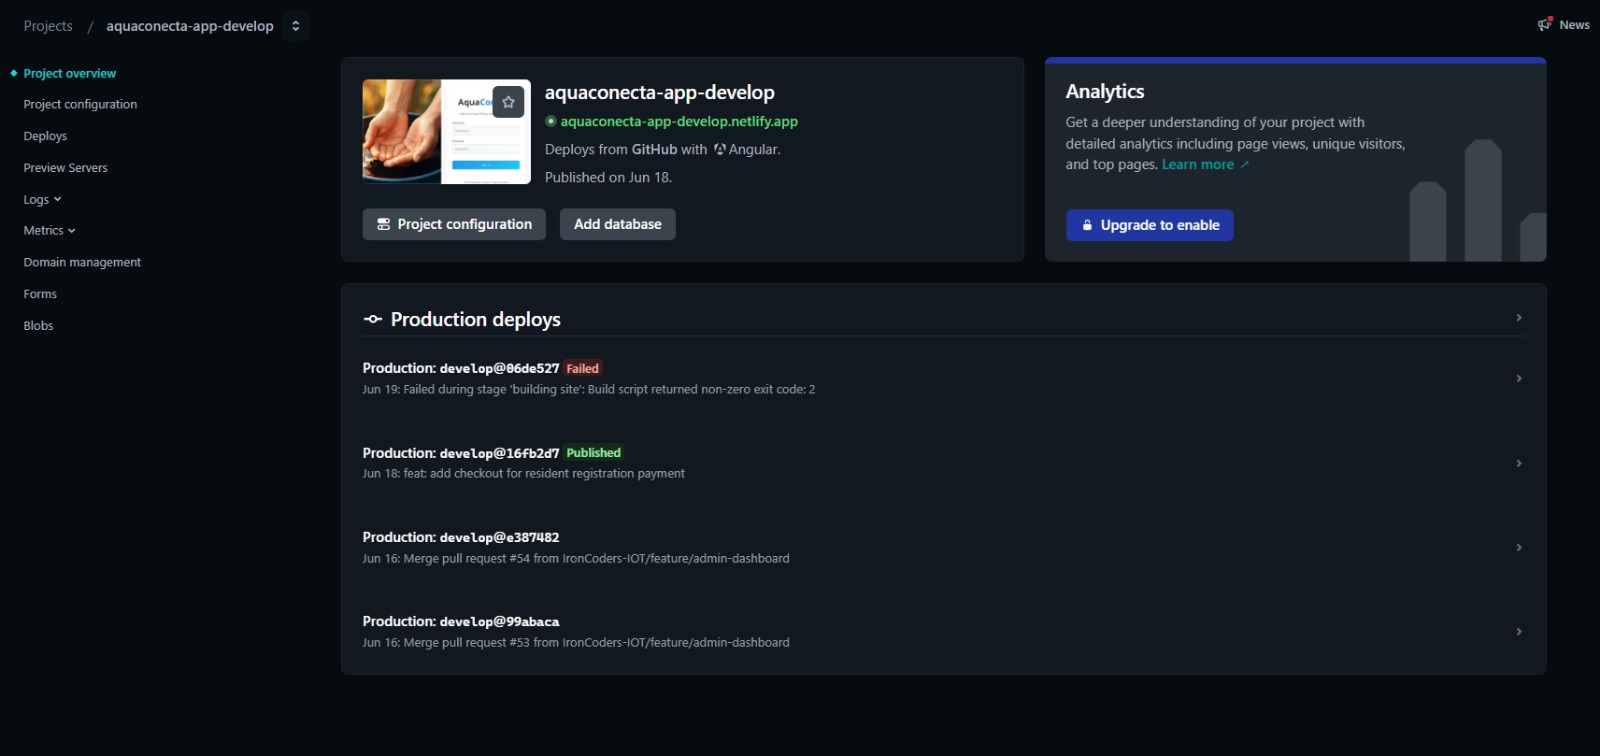 Projects / aquaconecta-app-develop
News
Project overview
Project configuration
Deploys
Preview Servers
Logs
Metrics
Domain management
Forms
Blobs
aquaconecta-app-develop
aquaconecta-app-develop.netlify.app
Deploys from GitHub with Angular.
Published on Jun 18.
Project configuration
Add database
Analytics
Get a deeper understanding of your project with
detailed analytics including page views, unique visitors,
and top pages. Learn more
Upgrade to enable
Production deploys
Production: develop@06de527 Failed
Jun 19: Failed during stage 'building site': Build script returned non-zero exit code: 2
Production: develop@16fb2d7 Published
Jun 18: feat: add checkout for resident registration payment
Production: develop@e387482
Jun 16: Merge pull request #54 from IronCoders-IOT/feature/admin-dashboard
Production: develop@99abaca
Jun 16: Merge pull request #53 from IronCoders-IOT/feature/admin-dashboard